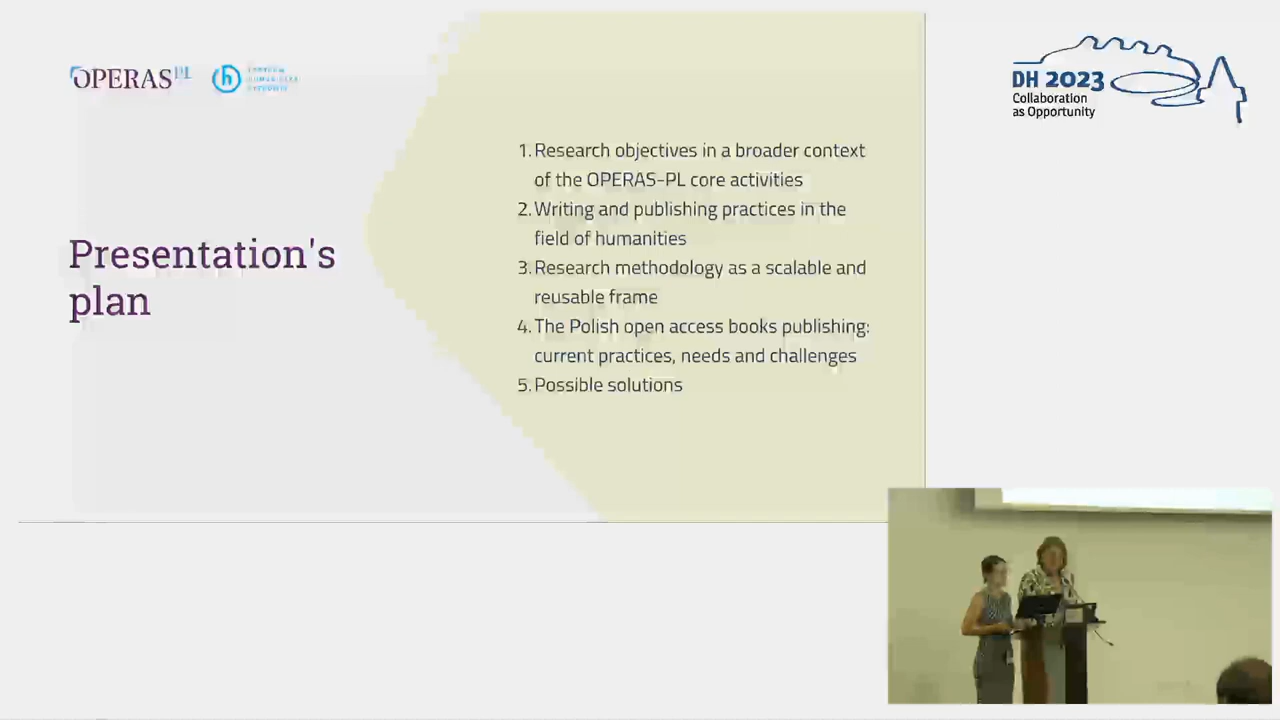 OPERAS PL
Presentation's
plan
1. Research objectives in a broader context
of the OPERAS-PL core activities
2. Writing and publishing practices in the
field of humanities
3. Research methodology as a scalable and
reusable frame
4. The Polish open access books publishing:
current practices, needs and challenges
5. Possible solutions
DH 2023
Collaboration
as Opportunity